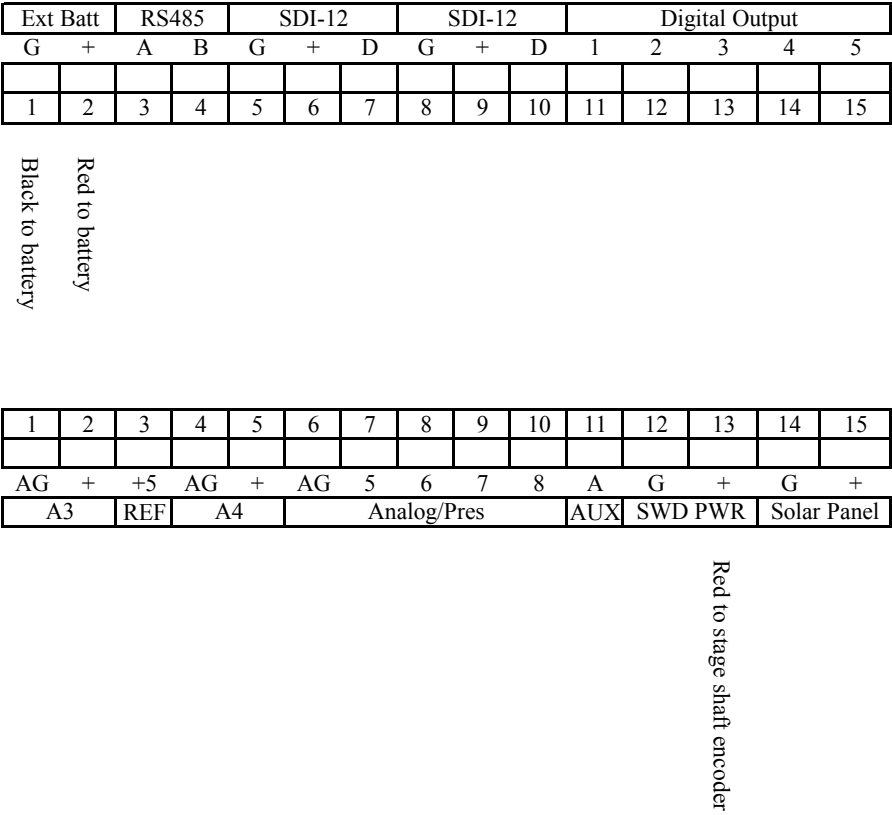 Ext Batt RS485 SDI-12 SDI-12 Digital Output
G + A B G + D G + D 1 2 3 4 5
1 2 3 4 5 6 7 8 9 10 11 12 13 14 15
Black to battery
Red to battery
1 2 3 4 5 6 7 8 9 10 11 12 13 14 15
AG + +5 AG + AG 5 6 7 8 A G + G +
A3 REF A4 Analog/Pres AUX SWD PWR Solar Panel
Red to stage shaft encoder